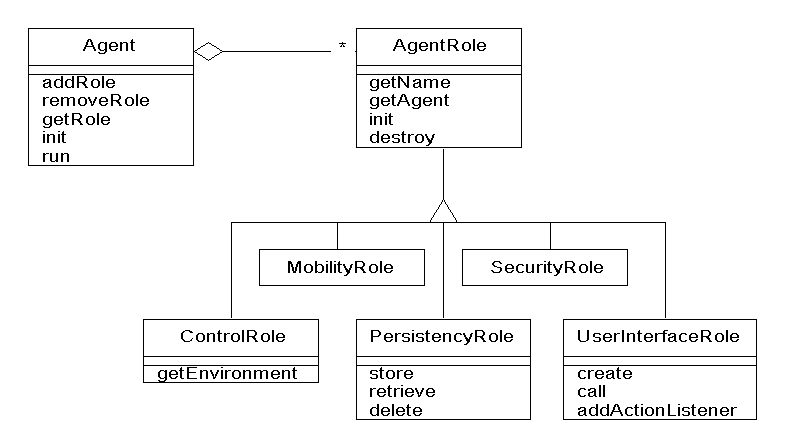 Agent
addRole
removeRole
getRole
init
run
*
AgentRole
getName
getAgent
init
destroy
MobilityRole
SecurityRole
ControlRole
getEnvironment
PersistencyRole
store
retrieve
delete
UserInterfaceRole
create
call
addActionListener